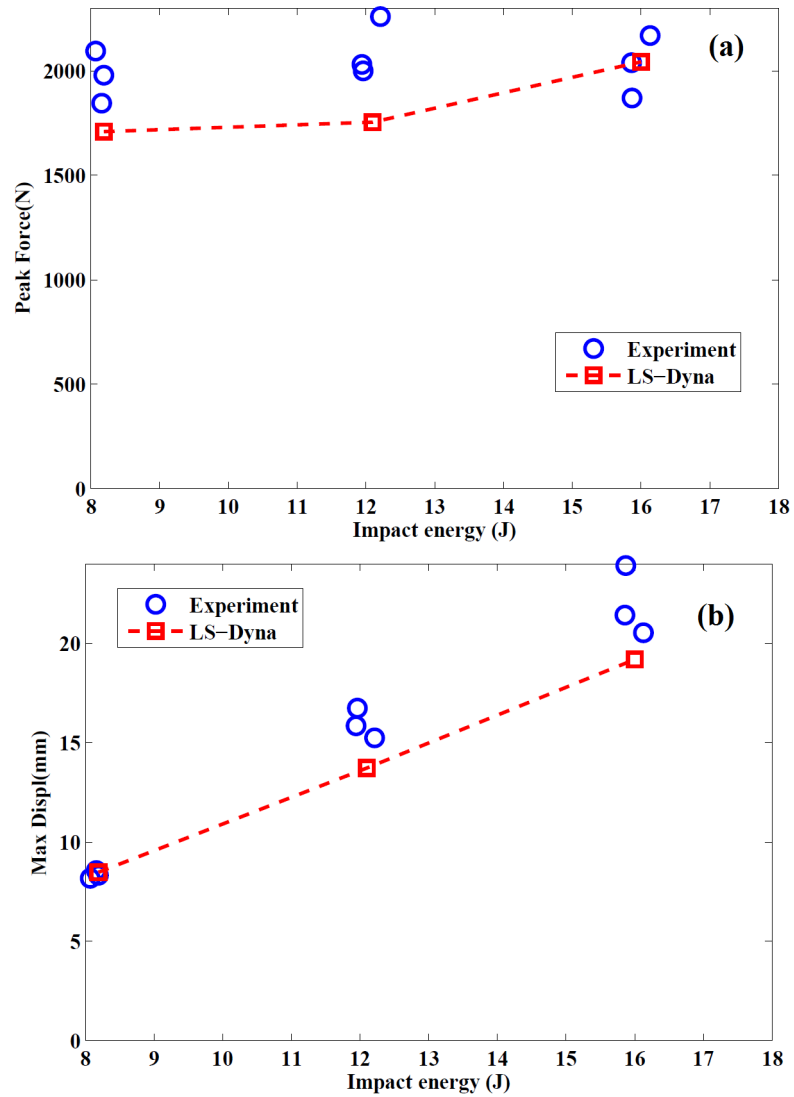 (a)
2000
1500
1000
500
0
Peak Force(N)
Experiment
LS-Dyna
8 9 10 11 12 13 14 15 16 17 18
Impact energy (J)
Experiment
LS-Dyna
(b)
20
15
10
5
0
Max Displ(mm)
8 9 10 11 12 13 14 15 16 17 18
Impact energy (J)